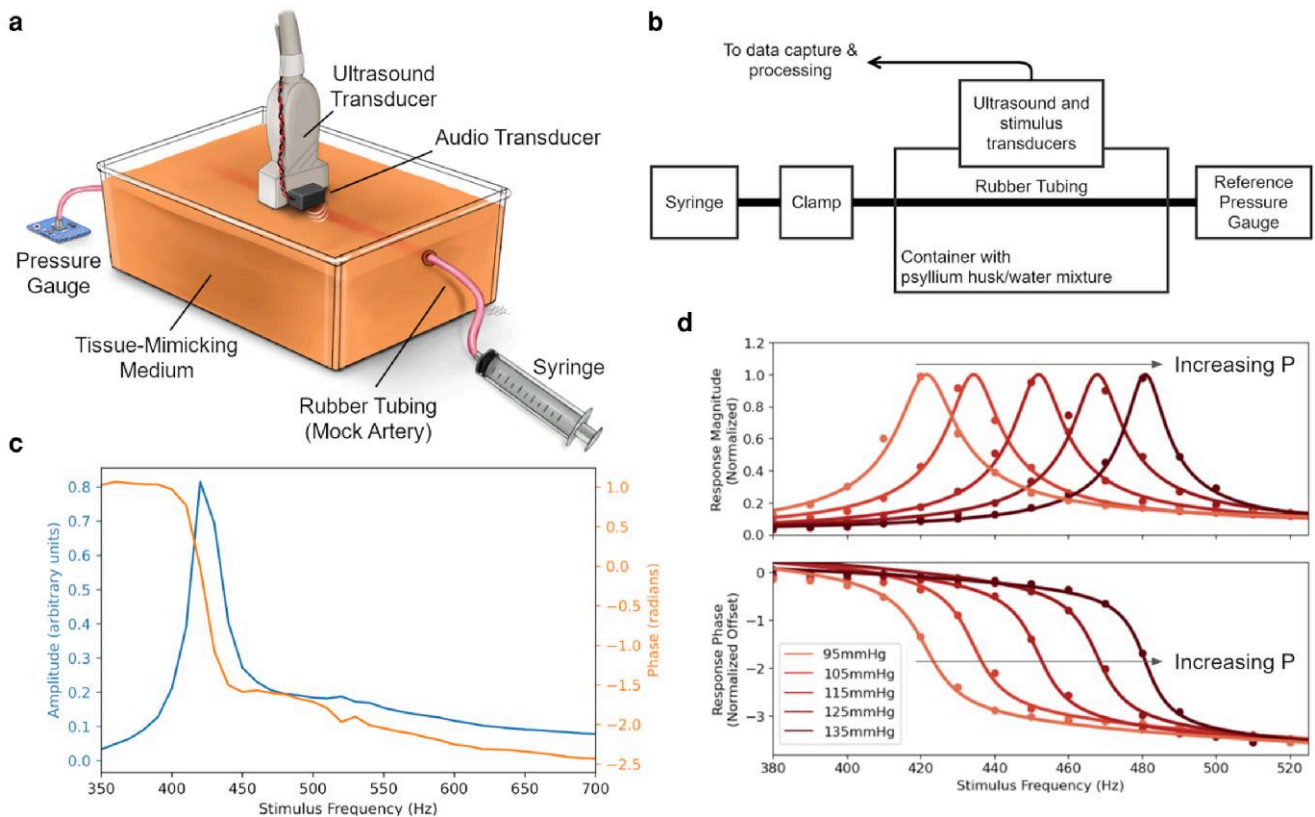 a
Ultrasound
Transducer
Audio Transducer
Pressure
Gauge
Tissue-Mimicking
Medium
Rubber Tubing
(Mock Artery)
Syringe
b
To data capture &
processing
Ultrasound and
stimulus
transducers
Syringe
Clamp
Rubber Tubing
Reference
Pressure
Gauge
Container with
psyllium husk/water mixture
c
Amplitude (arbitrary units)
0.8
0.7
0.6
0.5
0.4
0.3
0.2
0.1
0.0
1.0
0.5
0.0
−0.5
−1.0
−1.5
−2.0
−2.5
Phase (radians)
350 400 450 500 550 600 650 700
Stimulus Frequency (Hz)
d
Response Magnitude
(Normalized)
1.2
1.0
0.8
0.6
0.4
0.2
0.0
Increasing P
Response Phase
(Normalized Offset)
0
−1
−2
−3
95mmHg
105mmHg
115mmHg
125mmHg
135mmHg
Increasing P
380 400 420 440 460 480 500 520
Stimulus Frequency (Hz)